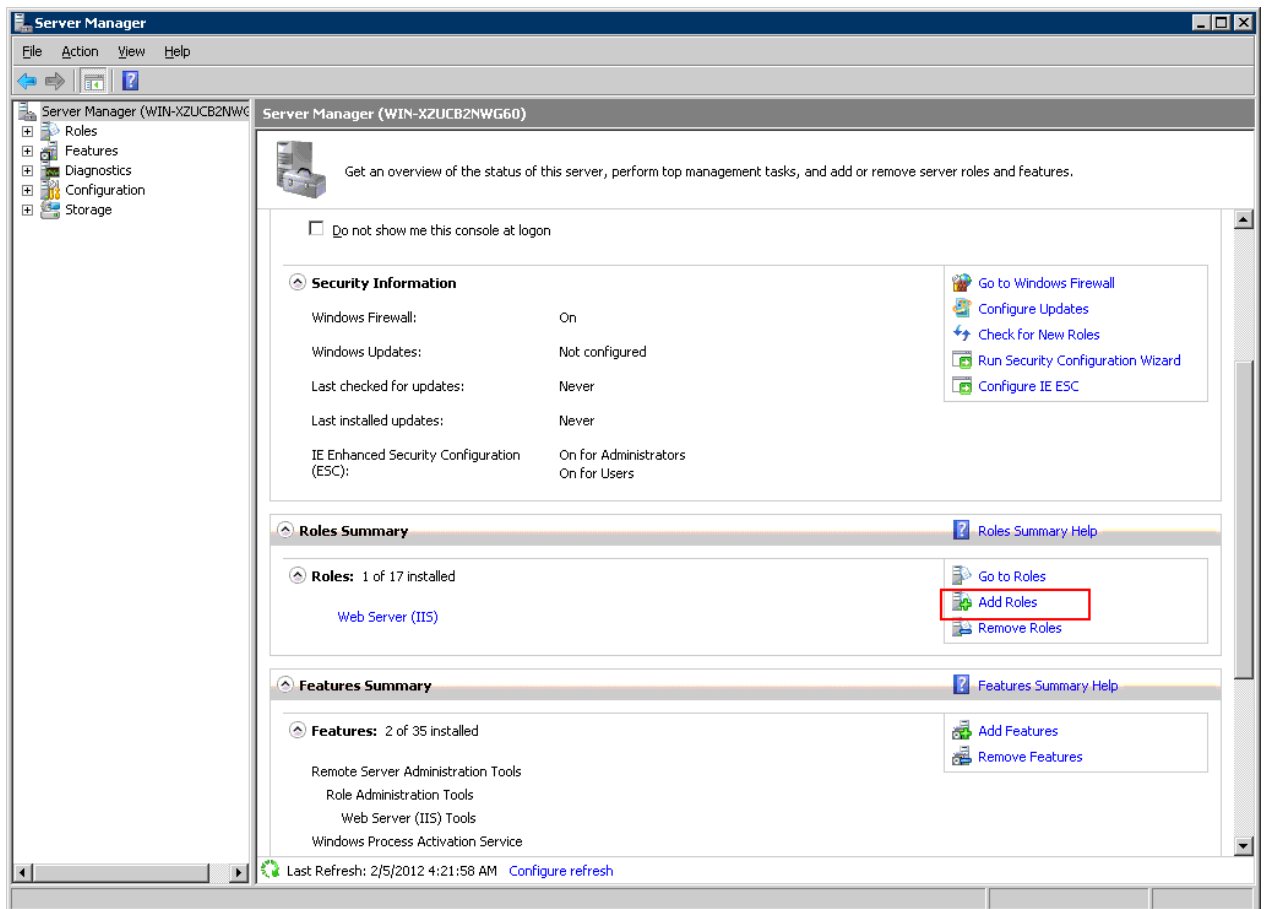 Server Manager
File Action View Help
Server Manager (WIN-XZUCB2NWG
Roles
Features
Diagnostics
Configuration
Storage
Server Manager (WIN-XZUCB2NWG60)
Get an overview of the status of this server, perform top management tasks, and add or remove server roles and features.
Do not show me this console at logon
Security Information
Windows Firewall: On
Windows Updates: Not configured
Last checked for updates: Never
Last installed updates: Never
IE Enhanced Security Configuration (ESC): On for Administrators
On for Users
Go to Windows Firewall
Configure Updates
Check for New Roles
Run Security Configuration Wizard
Configure IE ESC
Roles Summary
Roles Summary Help
Roles: 1 of 17 installed
Web Server (IIS)
Go to Roles
Add Roles
Remove Roles
Features Summary
Features Summary Help
Features: 2 of 35 installed
Remote Server Administration Tools
Role Administration Tools
Web Server (IIS) Tools
Windows Process Activation Service
Add Features
Remove Features
Last Refresh: 2/5/2012 4:21:58 AM Configure refresh